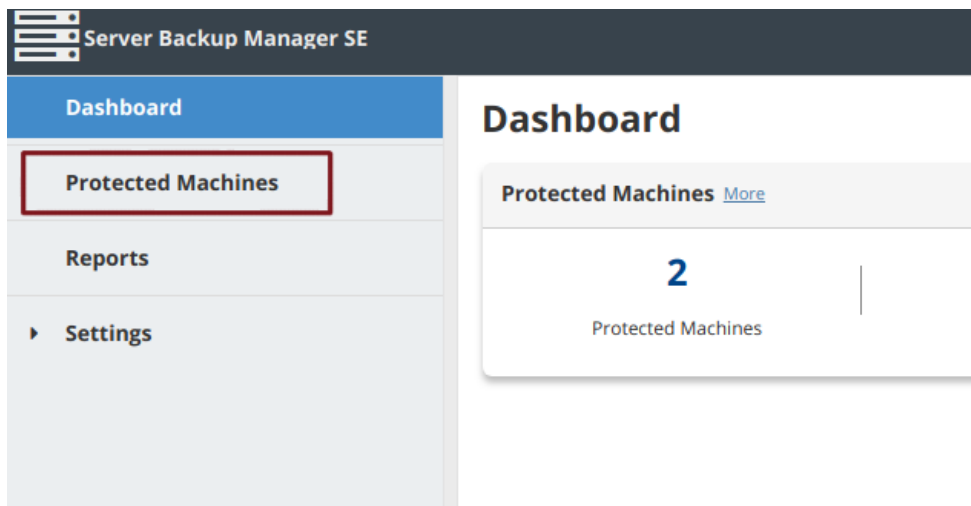 Server Backup Manager SE
Dashboard
Protected Machines
Reports
Settings
Dashboard
Protected Machines More
2
Protected Machines